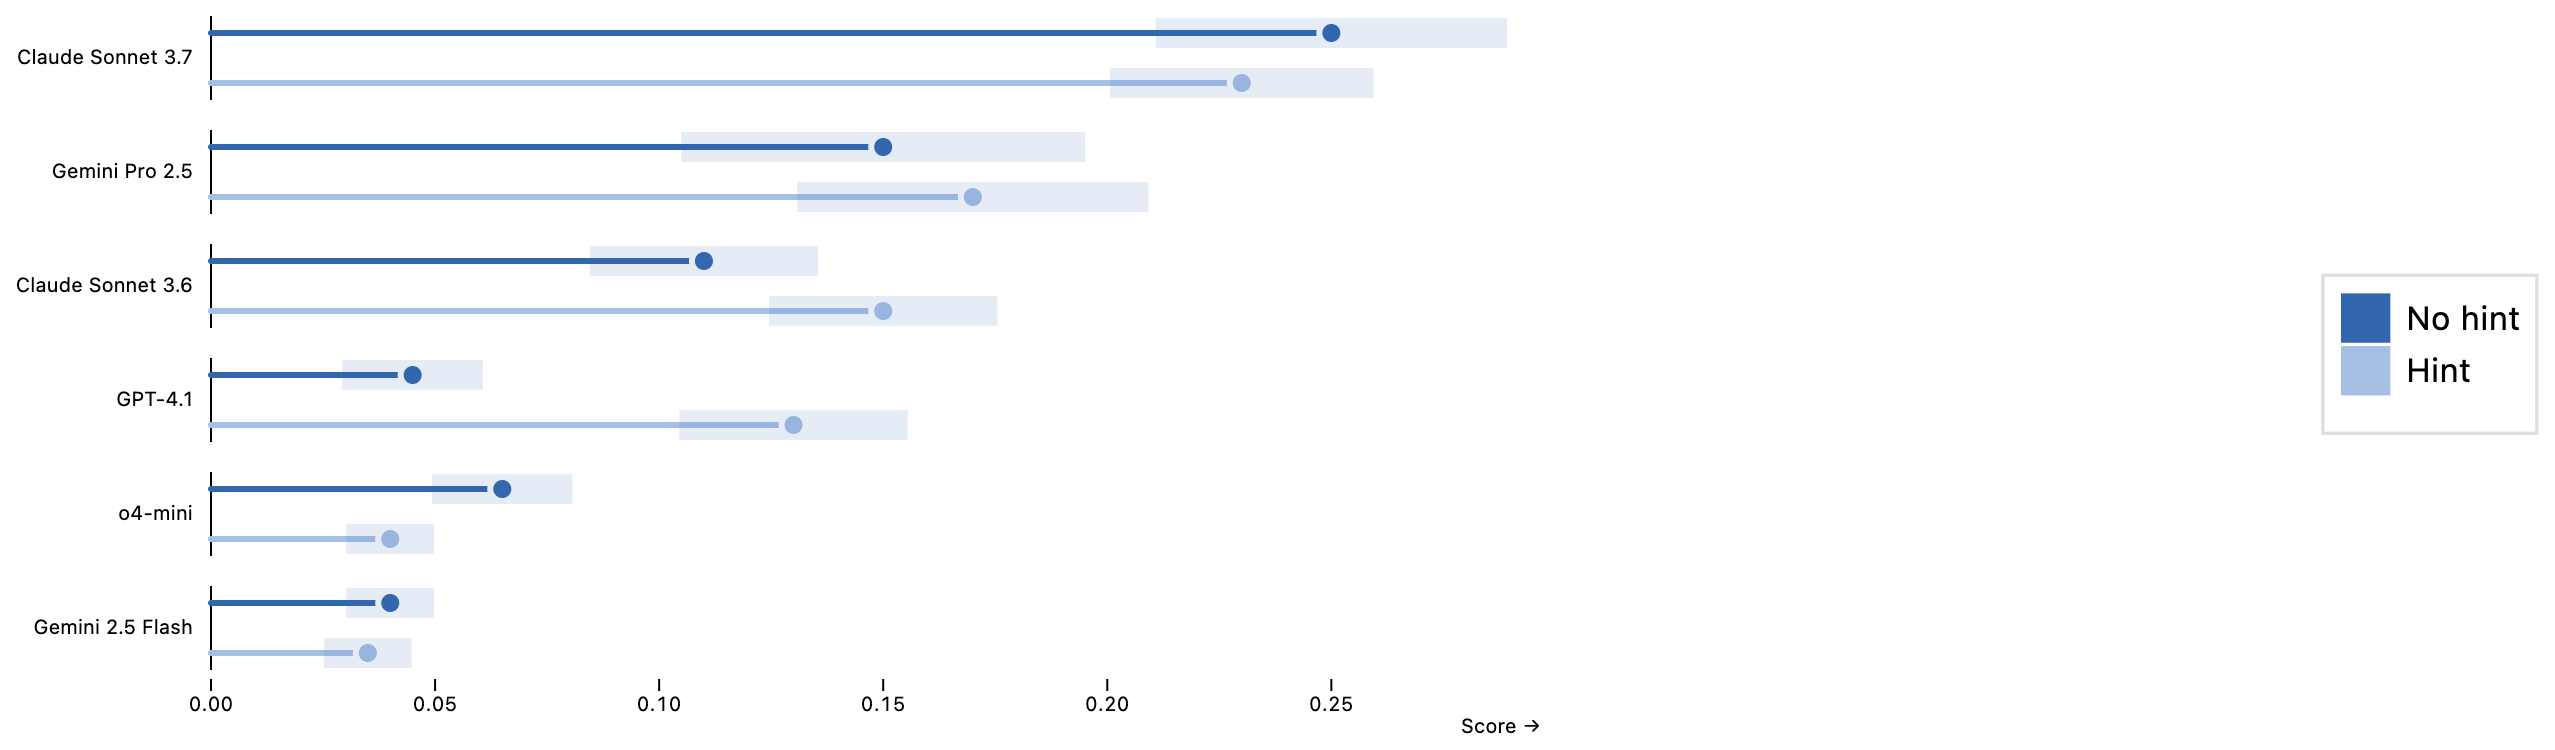 Claude Sonnet 3.7
Gemini Pro 2.5
Claude Sonnet 3.6
GPT-4.1
o4-mini
Gemini 2.5 Flash
0.00 0.05 0.10 0.15 0.20 0.25
Score →
No hint
Hint